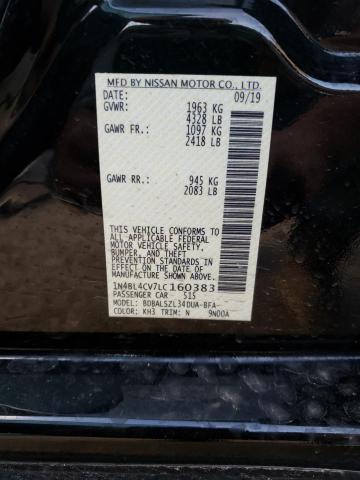 MFD BY NISSAN MOTOR CO., LTD.
DATE: 09/19
GVWR: 1963 KG
4328 LB
GAWR FR.: 1097 KG
2418 LB
GAWR RR.: 945 KG
2083 LB
THIS VEHICLE CONFORMS TO
ALL APPLICABLE FEDERAL
MOTOR VEHICLE SAFETY,
BUMPER, AND THEFT
PREVENTION STANDARDS IN
EFFECT ON THE DATE OF
MANUFACTURE SHOWN ABOVE.
1N4BL4CV7LC160383
PASSENGER CAR 51S
MODEL: BDBALSZL34DUA-BFA-
COLOR: KH3 TRIM: N 9N00A